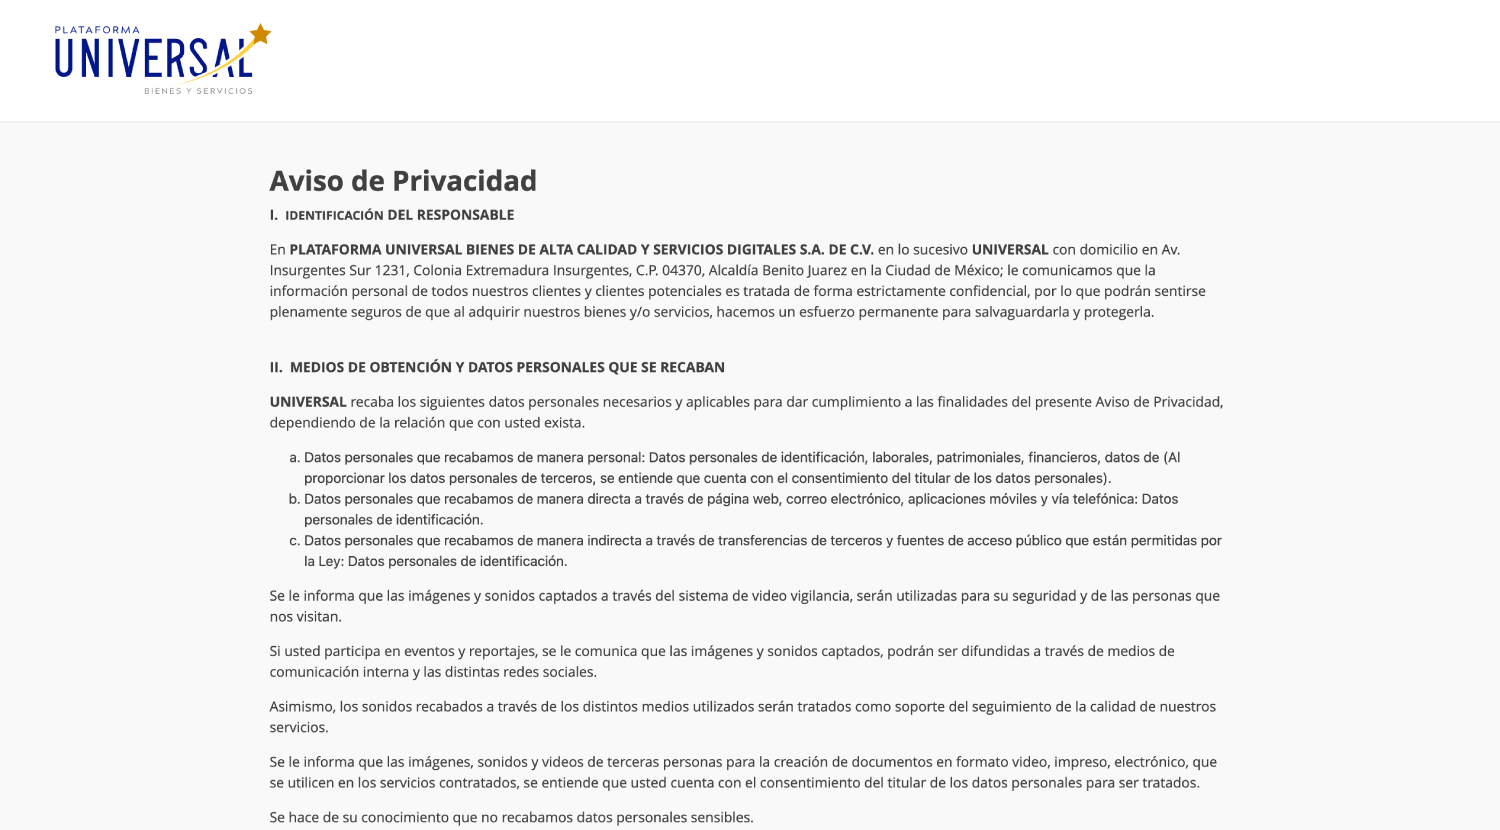 PLATAFORMA
UNIVERSAL
BIENES Y SERVICIOS
Aviso de Privacidad
I. IDENTIFICACIÓN DEL RESPONSABLE
En PLATAFORMA UNIVERSAL BIENES DE ALTA CALIDAD Y SERVICIOS DIGITALES S.A. DE C.V. en lo sucesivo UNIVERSAL con domicilio en Av.
Insurgentes Sur 1231, Colonia Extremadura Insurgentes, C.P. 04370, Alcaldía Benito Juarez en la Ciudad de México; le comunicamos que la
información personal de todos nuestros clientes y clientes potenciales es tratada de forma estrictamente confidencial, por lo que podrán sentirse
plenamente seguros de que al adquirir nuestros bienes y/o servicios, hacemos un esfuerzo permanente para salvaguardarla y protegerla.
II. MEDIOS DE OBTENCIÓN Y DATOS PERSONALES QUE SE RECABAN
UNIVERSAL recaba los siguientes datos personales necesarios y aplicables para dar cumplimiento a las finalidades del presente Aviso de Privacidad,
dependiendo de la relación que con usted exista.
a. Datos personales que recabamos de manera personal: Datos personales de identificación, laborales, patrimoniales, financieros, datos de (Al
proporcionar los datos personales de terceros, se entiende que cuenta con el consentimiento del titular de los datos personales).
b. Datos personales que recabamos de manera directa a través de página web, correo electrónico, aplicaciones móviles y vía telefónica: Datos
personales de identificación.
c. Datos personales que recabamos de manera indirecta a través de transferencias de terceros y fuentes de acceso público que están permitidas por
la Ley: Datos personales de identificación.
Se le informa que las imágenes y sonidos captados a través del sistema de video vigilancia, serán utilizadas para su seguridad y de las personas que
nos visitan.
Si usted participa en eventos y reportajes, se le comunica que las imágenes y sonidos captados, podrán ser difundidas a través de medios de
comunicación interna y las distintas redes sociales.
Asimismo, los sonidos recabados a través de los distintos medios utilizados serán tratados como soporte del seguimiento de la calidad de nuestros
servicios.
Se le informa que las imágenes, sonidos y videos de terceras personas para la creación de documentos en formato video, impreso, electrónico, que
se utilicen en los servicios contratados, se entiende que usted cuenta con el consentimiento del titular de los datos personales para ser tratados.
Se hace de su conocimiento que no recabamos datos personales sensibles.